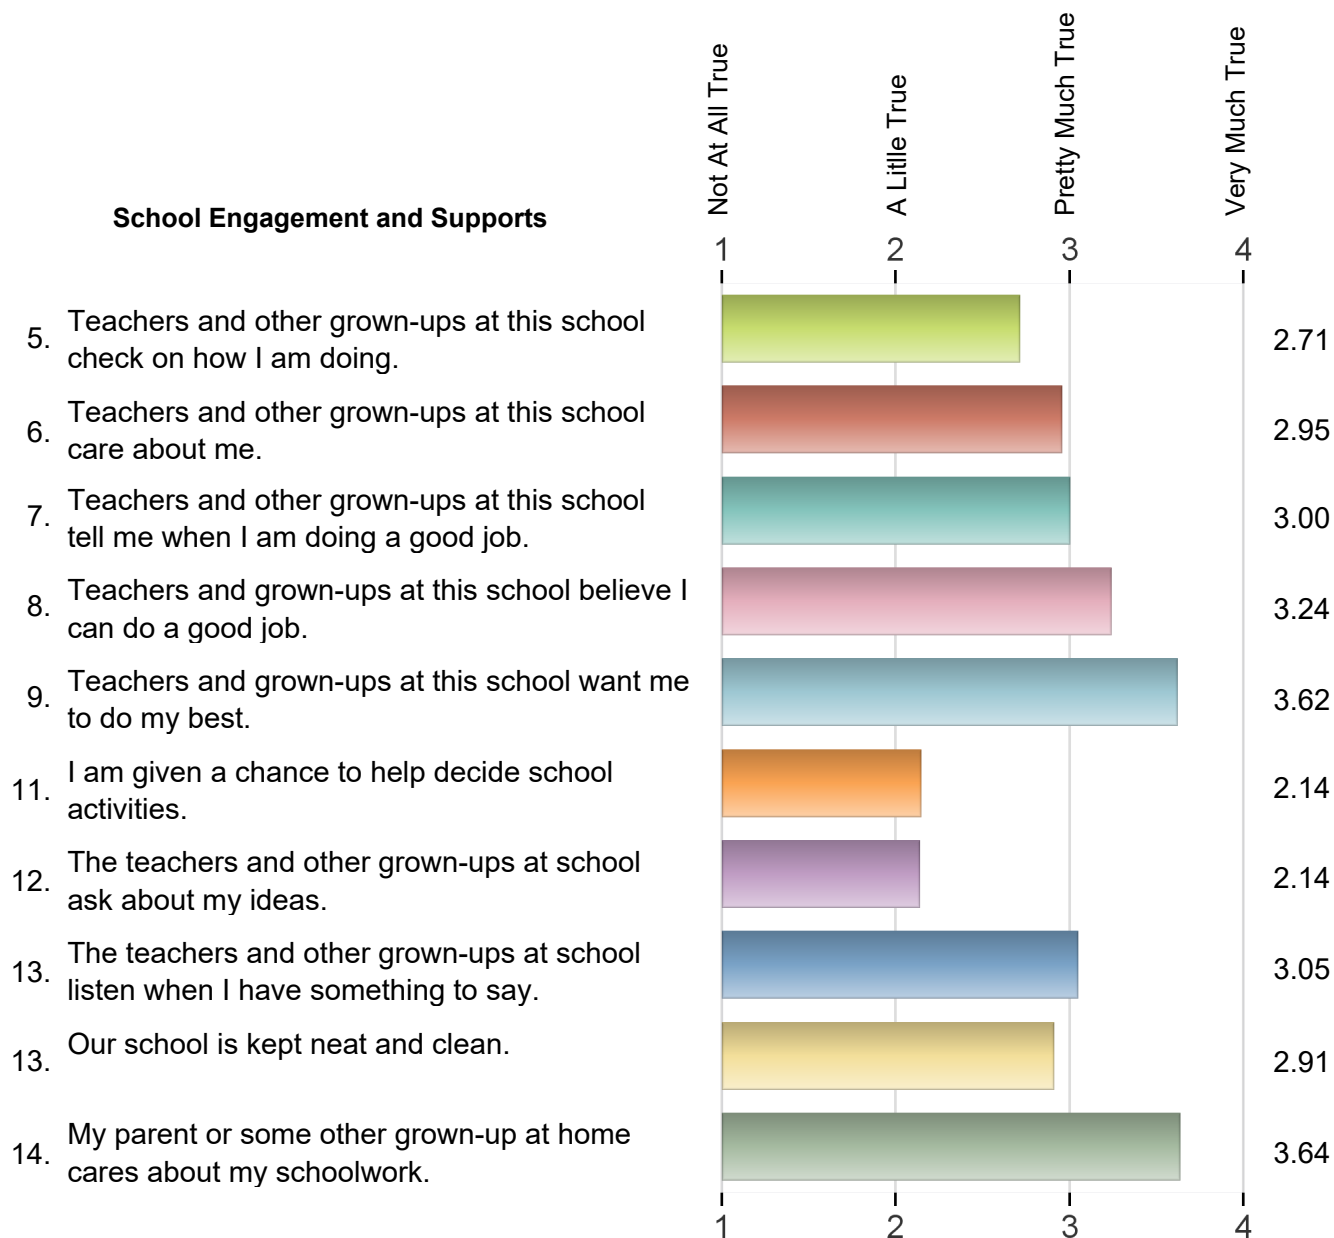 Not At All True
A Litlle True
Pretty Much True
Very Much True
School Engagement and Supports
1 2 3 4
5. Teachers and other grown-ups at this school
check on how I am doing.
2.71
6. Teachers and other grown-ups at this school
care about me.
2.95
7. Teachers and other grown-ups at this school
tell me when I am doing a good job.
3.00
8. Teachers and grown-ups at this school believe I
can do a good job.
3.24
9. Teachers and grown-ups at this school want me
to do my best.
3.62
11. I am given a chance to help decide school
activities.
2.14
12. The teachers and other grown-ups at school
ask about my ideas.
2.14
13. The teachers and other grown-ups at school
listen when I have something to say.
3.05
13. Our school is kept neat and clean.
2.91
14. My parent or some other grown-up at home
cares about my schoolwork.
3.64
1 2 3 4